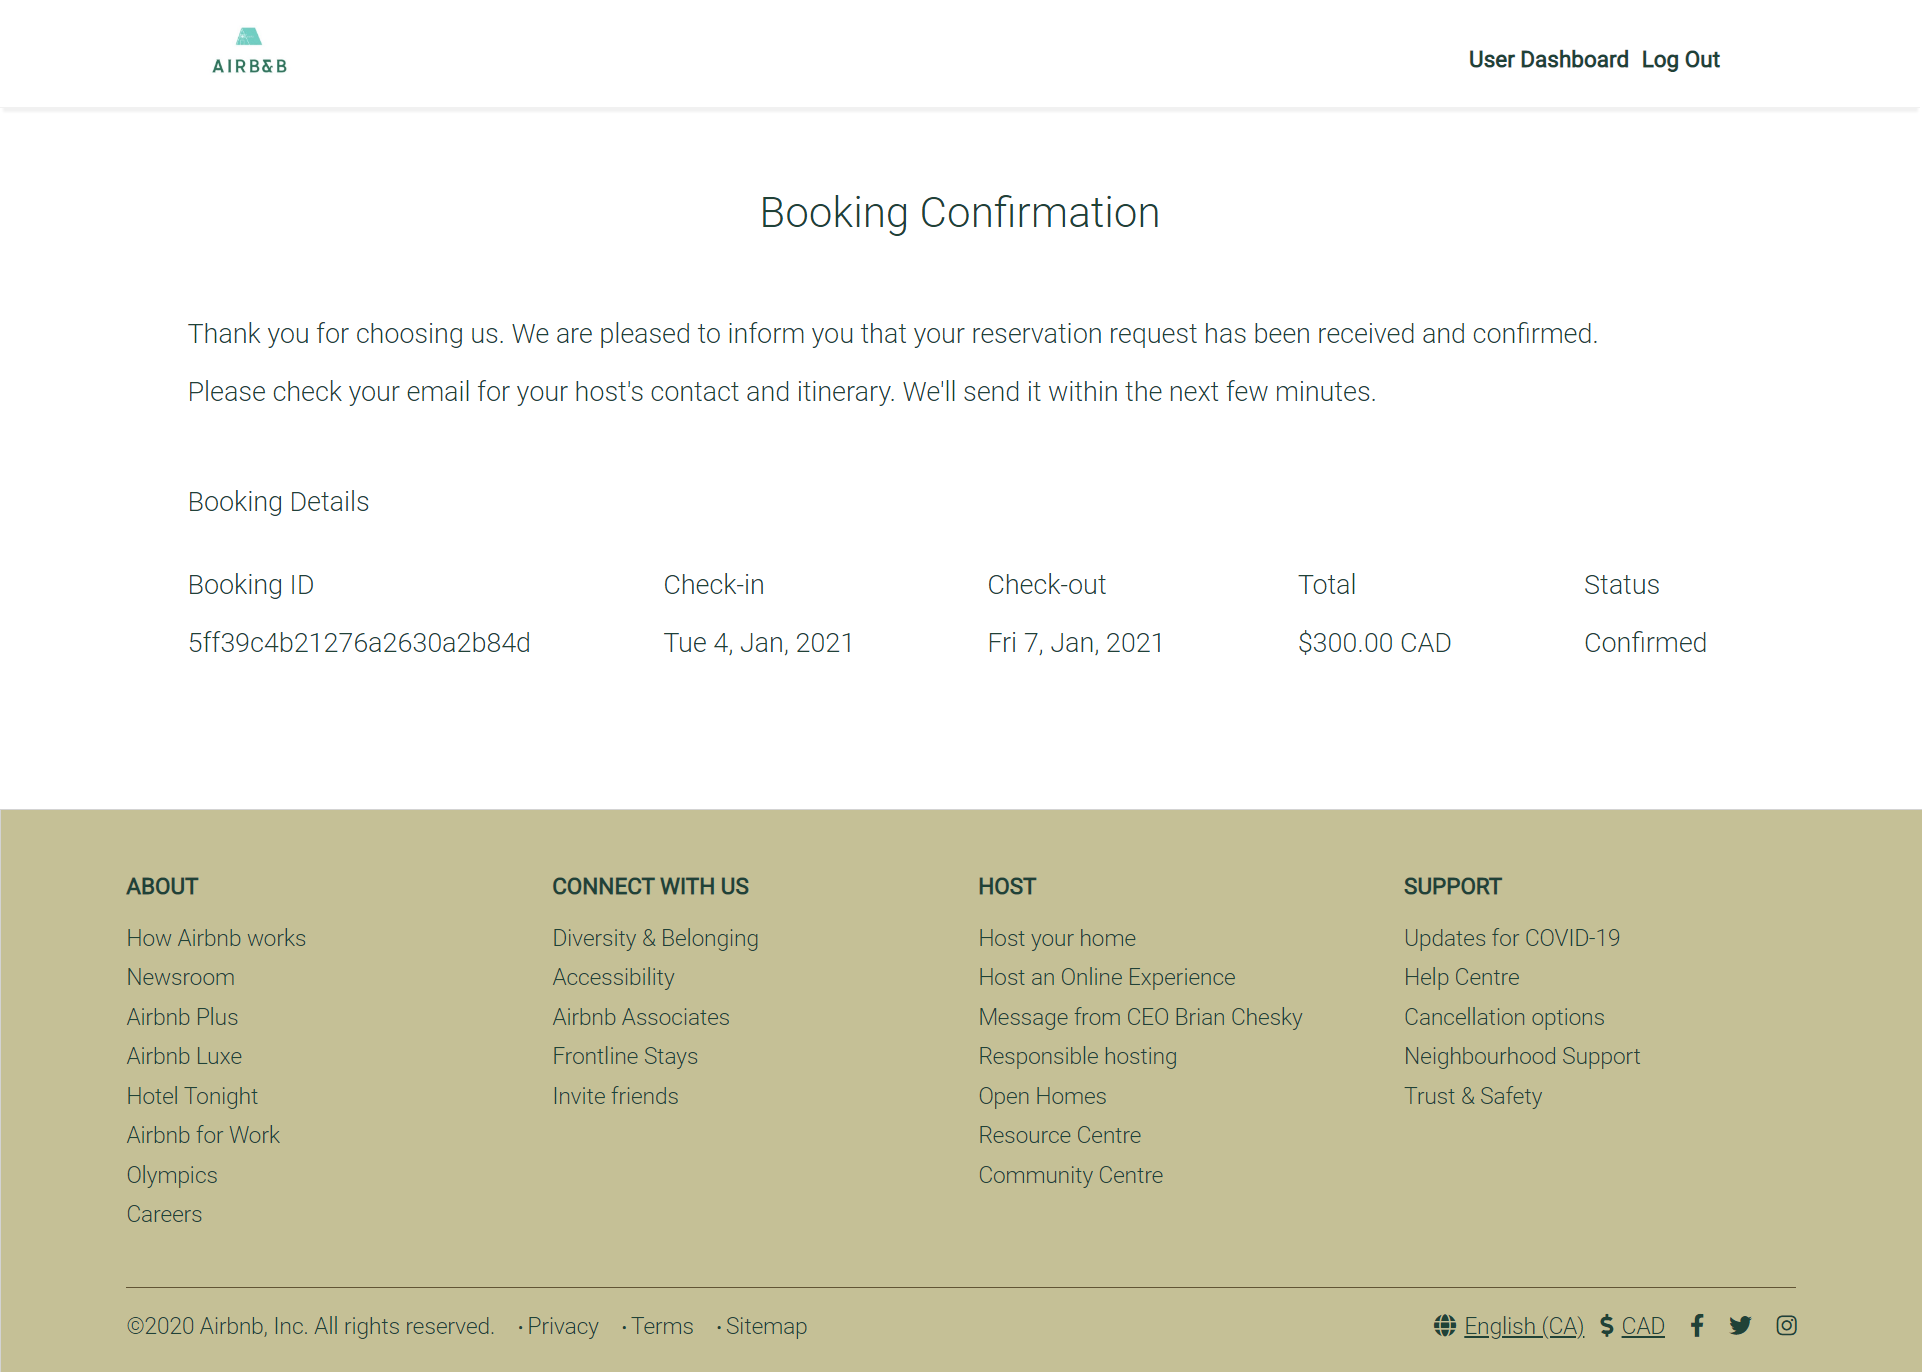 AIRB&B
User Dashboard Log Out
Booking Confirmation
Thank you for choosing us. We are pleased to inform you that your reservation request has been received and confirmed.
Please check your email for your host's contact and itinerary. We'll send it within the next few minutes.
Booking Details
Booking ID Check-in Check-out Total Status
5ff39c4b21276a2630a2b84d Tue 4, Jan, 2021 Fri 7, Jan, 2021 $300.00 CAD Confirmed
ABOUT
How Airbnb works
Newsroom
Airbnb Plus
Airbnb Luxe
Hotel Tonight
Airbnb for Work
Olympics
Careers
CONNECT WITH US
Diversity & Belonging
Accessibility
Airbnb Associates
Frontline Stays
Invite friends
HOST
Host your home
Host an Online Experience
Message from CEO Brian Chesky
Responsible hosting
Open Homes
Resource Centre
Community Centre
SUPPORT
Updates for COVID-19
Help Centre
Cancellation options
Neighbourhood Support
Trust & Safety
©2020 Airbnb, Inc. All rights reserved. · Privacy · Terms · Sitemap
English (CA) $ CAD